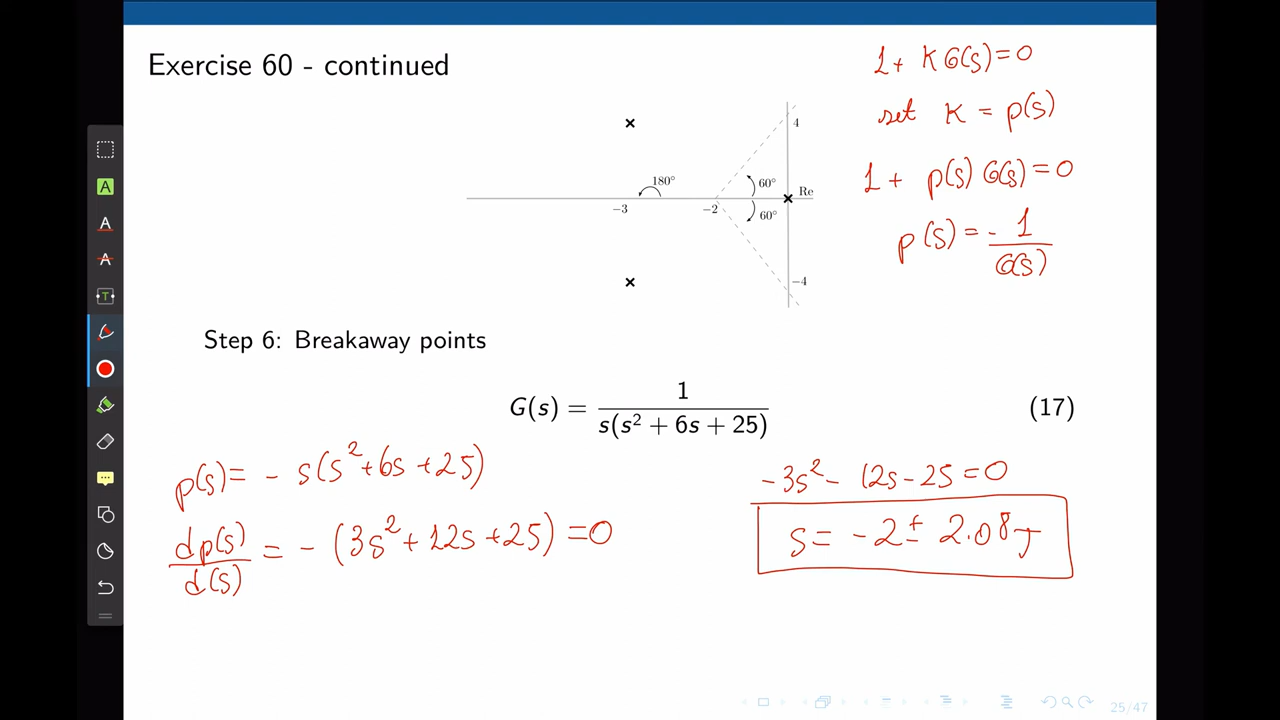 Exercise 60 - continued
1 + K G(s) = 0
set K = p(s)
1 + p(s) G(s) = 0
p(s) = - 1 / G(s)
4
180°
60°
Re
-3
-2
60°
-4
Step 6: Breakaway points
G(s) = 1 / s(s² + 6s + 25) (17)
p(s) = - s(s² + 6s + 25)
dp(s) / d(s) = - (3s² + 12s + 25) = 0
-3s² - 12s - 25 = 0
s = -2 ± 2.08j
25/47